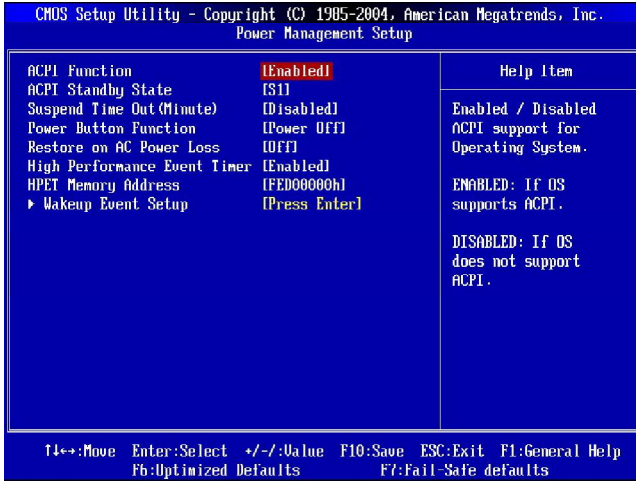 CMOS Setup Utility - Copyright (C) 1985-2004, American Megatrends, Inc.
Power Management Setup
ACPI Function [Enabled]
ACPI Standby State [S1]
Suspend Time Out(Minute) [Disabled]
Power Button Function [Power Off]
Restore on AC Power Loss [Off]
High Performance Event Timer [Enabled]
HPET Memory Address [FED00000h]
▸ Wakeup Event Setup [Press Enter]
Help Item
Enabled / Disabled
ACPI support for
Operating System.
ENABLED: If OS
supports ACPI.
DISABLED: If OS
does not support
ACPI.
↑↓←→:Move Enter:Select +/-/:Value F10:Save ESC:Exit F1:General Help
F6:Optimized Defaults F7:Fail-Safe defaults